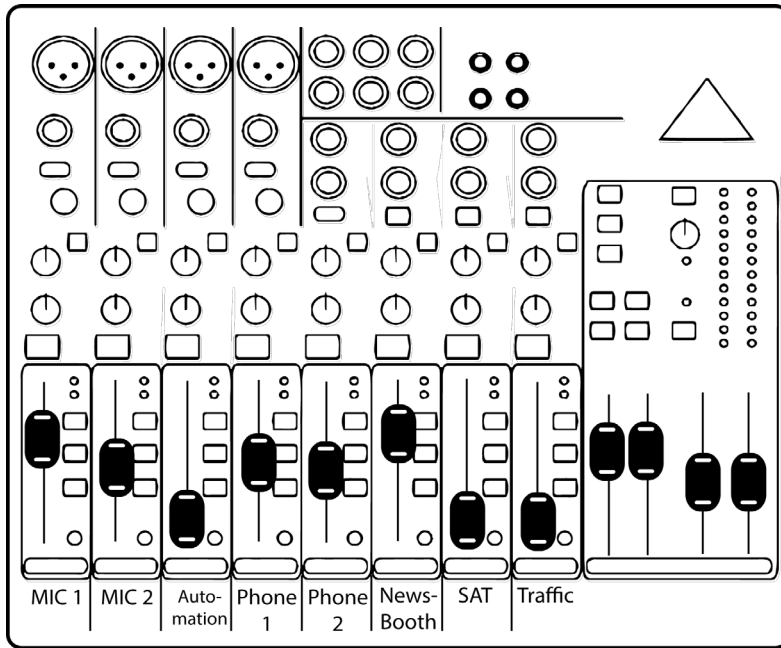 MIC 1
MIC 2
Auto-
mation
Phone
1
Phone
2
News-
Booth
SAT
Traffic